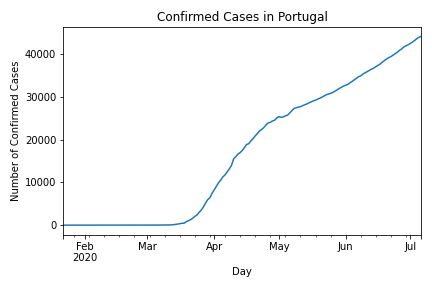 Confirmed Cases in Portugal
Number of Confirmed Cases
40000
30000
20000
10000
0
Feb
2020
Mar
Apr
May
Jun
Jul
Day